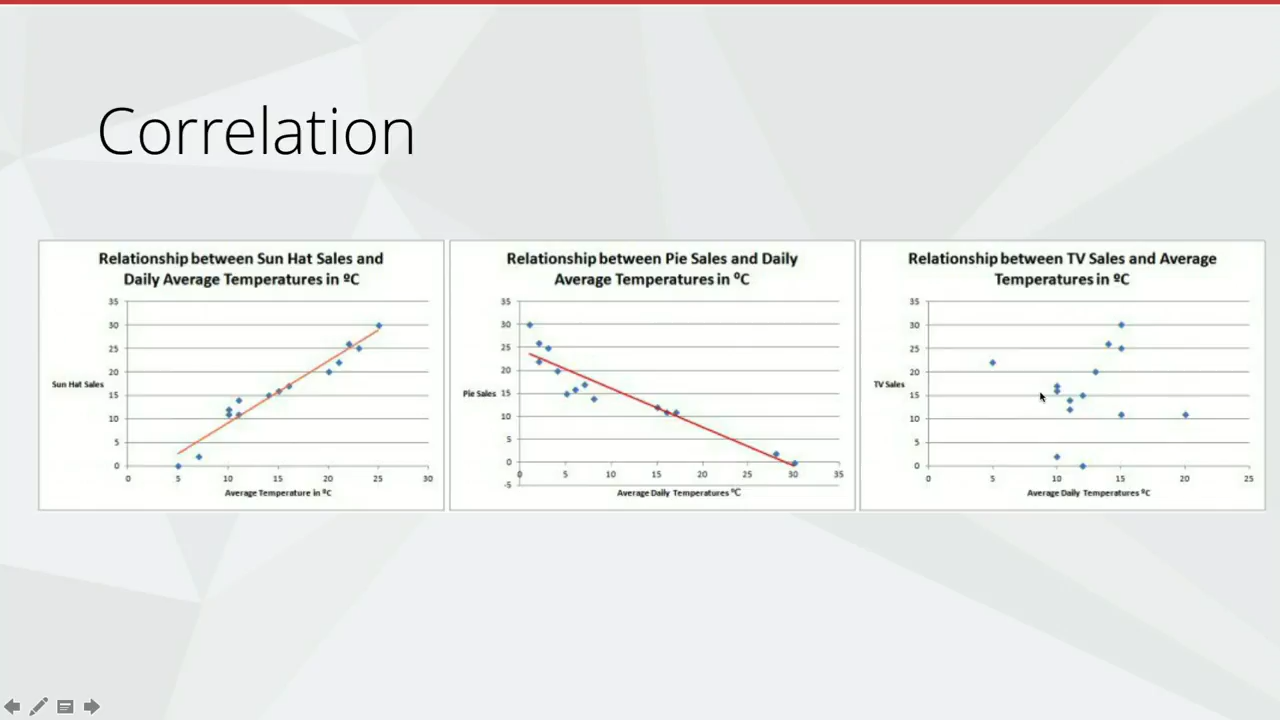 Correlation
Relationship between Sun Hat Sales and
Daily Average Temperatures in ºC
35
30
25
20
15
10
5
0
Sun Hat Sales
0 5 10 15 20 25 30
Average Temperature in ºC
Relationship between Pie Sales and Daily
Average Temperatures in ºC
35
30
25
20
15
10
5
0
-5
Pie Sales
0 5 10 15 20 25 30 35
Average Daily Temperatures ºC
Relationship between TV Sales and Average
Temperatures in ºC
35
30
25
20
15
10
5
0
TV Sales
0 5 10 15 20 25
Average Daily Temperatures ºC